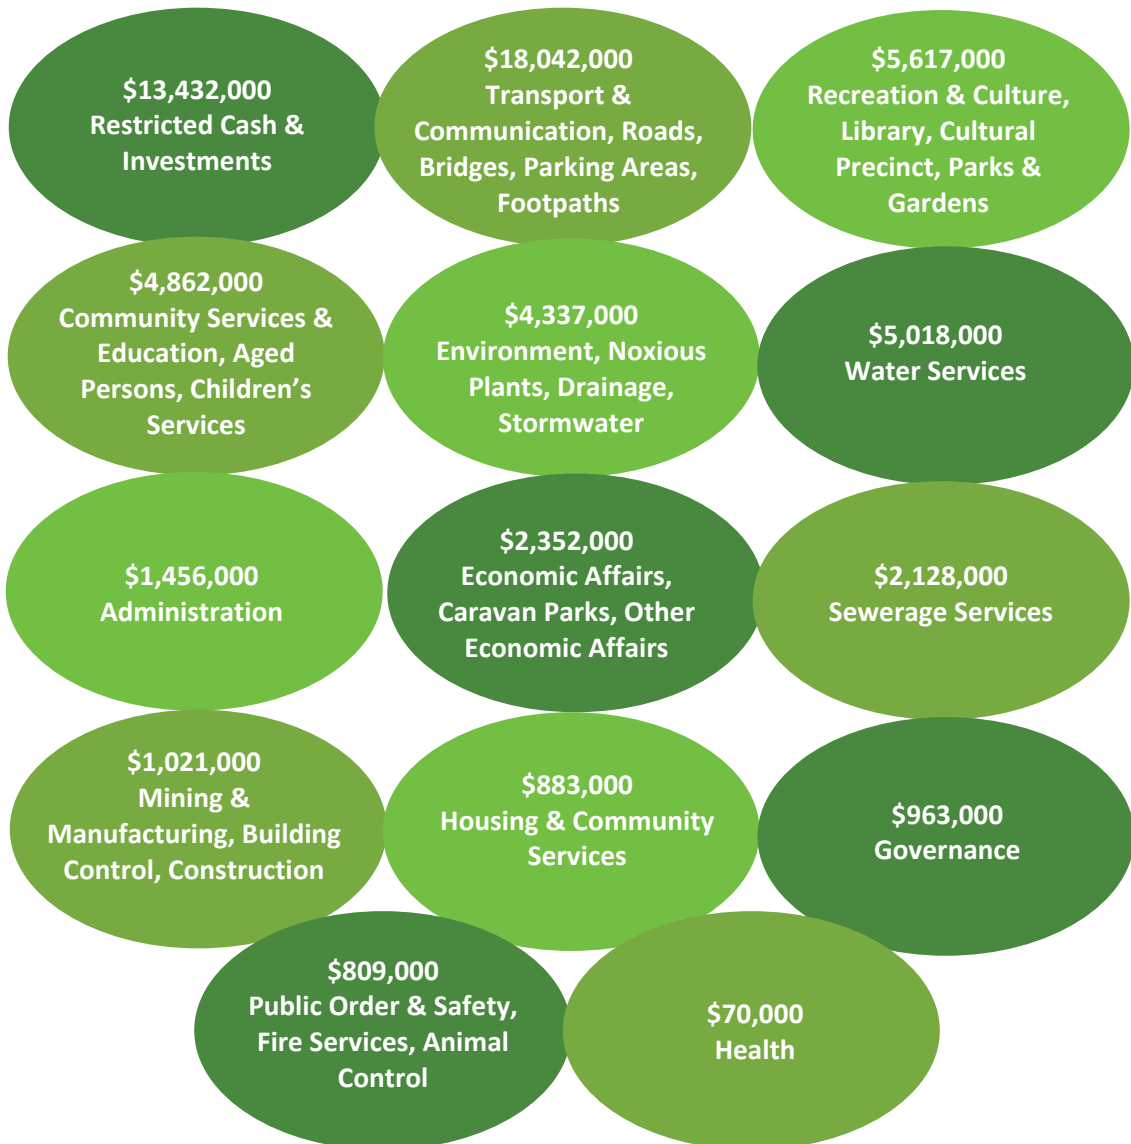 $13,432,000
Restricted Cash &
Investments
$18,042,000
Transport &
Communication, Roads,
Bridges, Parking Areas,
Footpaths
$5,617,000
Recreation & Culture,
Library, Cultural
Precinct, Parks &
Gardens
$4,862,000
Community Services &
Education, Aged
Persons, Children’s
Services
$4,337,000
Environment, Noxious
Plants, Drainage,
Stormwater
$5,018,000
Water Services
$1,456,000
Administration
$2,352,000
Economic Affairs,
Caravan Parks, Other
Economic Affairs
$2,128,000
Sewerage Services
$1,021,000
Mining &
Manufacturing, Building
Control, Construction
$883,000
Housing & Community
Services
$963,000
Governance
$809,000
Public Order & Safety,
Fire Services, Animal
Control
$70,000
Health